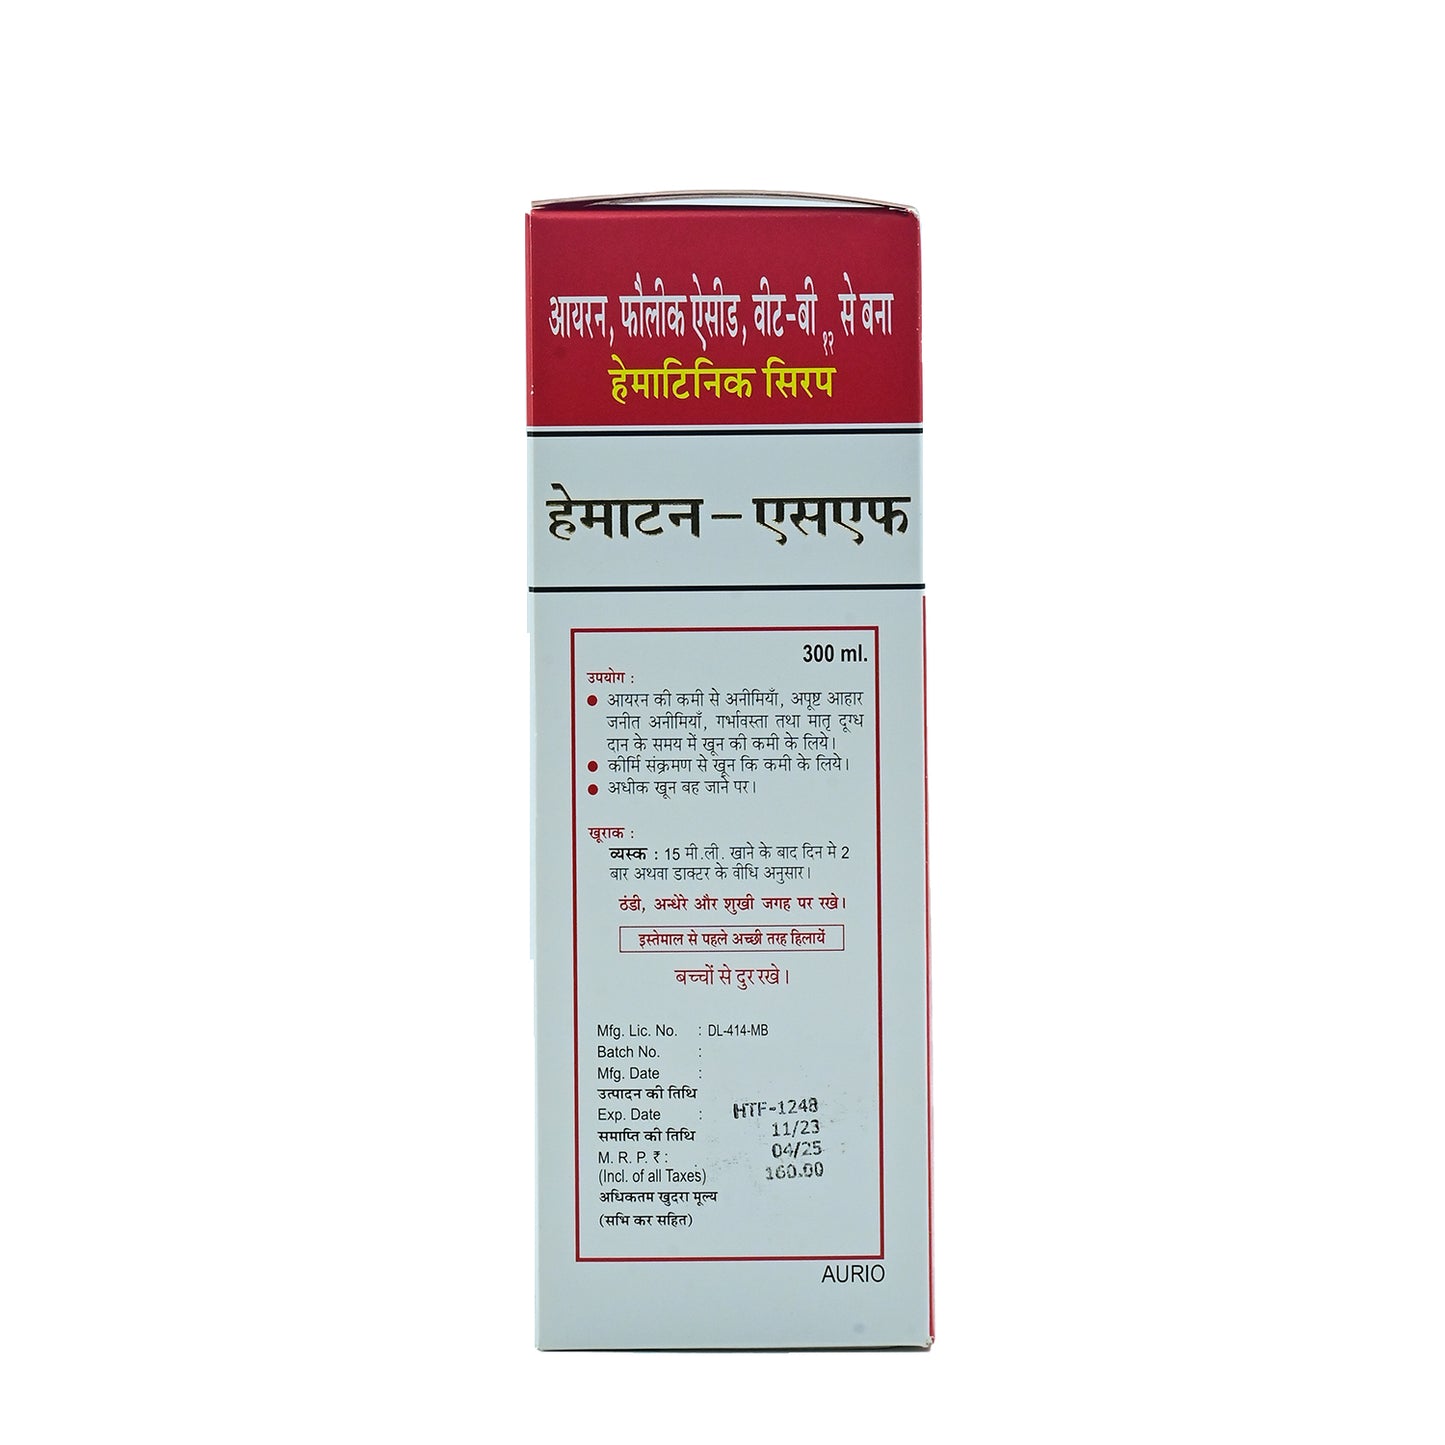 आयरन, फौलीक ऐसीड, वीट-बी १२ से बना
हेमाटिनिक सिरप
हेमाटन - एसएफ
300 ml.
उपयोग :
● आयरन की कमी से अनीमियाँ, अपूष्ट आहार
जनीत अनीमियाँ, गर्भावस्ता तथा मातृ दूग्ध
दान के समय में खून की कमी के लिये।
● कीर्मि संक्रमण से खून कि कमी के लिये।
● अधीक खून बह जाने पर।
खूराक :
व्यस्क : 15 मी.ली. खाने के बाद दिन मे 2
बार अथवा डाक्टर के वीधि अनुसार।
ठंडी, अन्धेरे और शुखी जगह पर रखे।
इस्तेमाल से पहले अच्छी तरह हिलायें
बच्चों से दुर रखे।
Mfg. Lic. No. : DL-414-MB
Batch No. :
Mfg. Date :
उत्पादन की तिथि
Exp. Date : HTF-1248
समाप्ति की तिथि 11/23
M. R. P. ₹ : 04/25
(Incl. of all Taxes) 160.00
अधिकतम खुदरा मूल्य
(सभि कर सहित)
AURIO